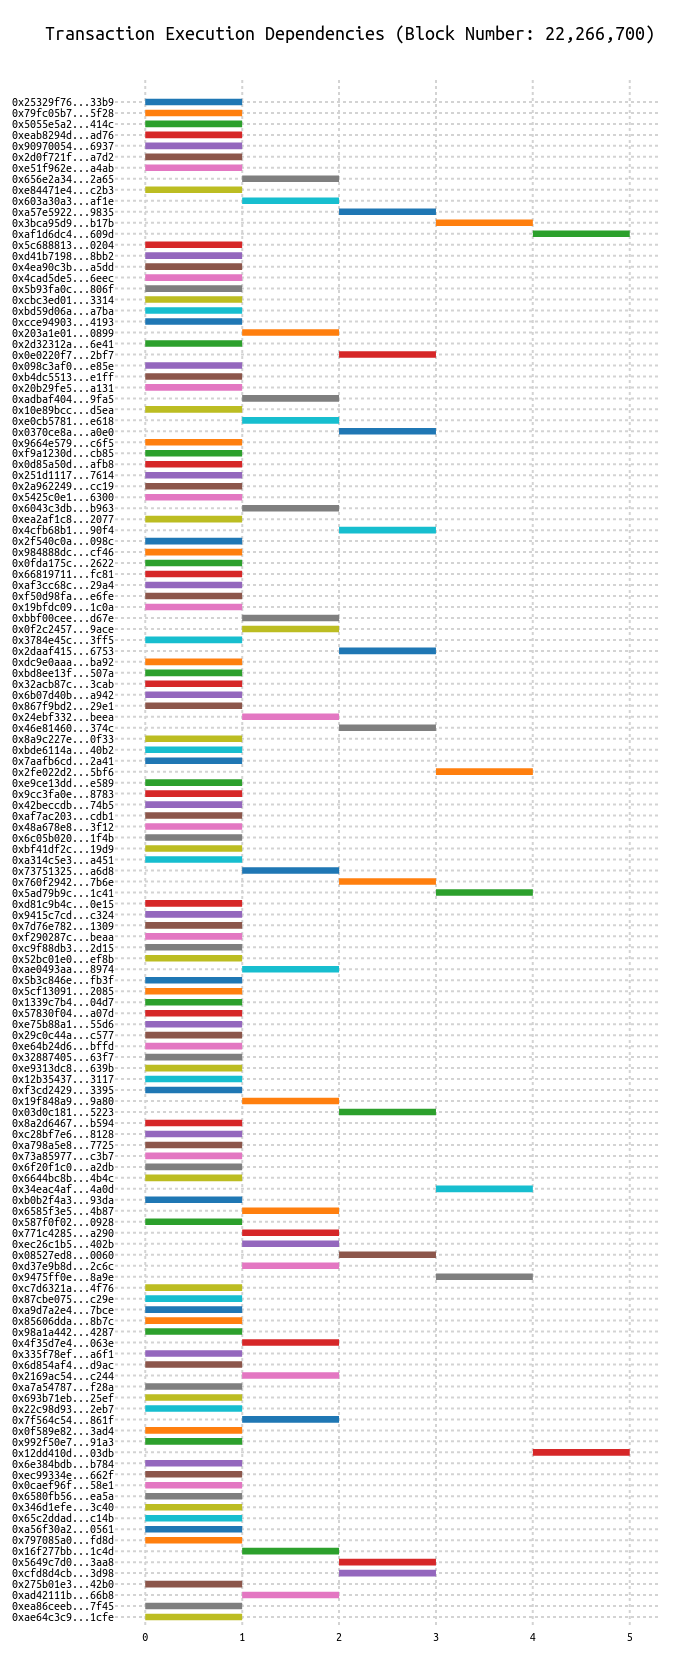 Transaction Execution Dependencies (Block Number: 22,266,700)
0x25329f76...33b9
0x79fc05b7...5f28
0x5055e5a2...414c
0xeab8294d...ad76
0x90970054...6937
0x2d0f721f...a7d2
0xe51f962e...a4ab
0x656e2a34...2a65
0xe84471e4...c2b3
0x603a30a3...af1e
0xa57e5922...9835
0x3bca95d9...b17b
0xaf1d6dc4...609d
0x5c688813...0204
0xd41b7198...8bb2
0x4ea90c3b...a5dd
0x4cad5de5...6eec
0x5b93fa0c...806f
0xcbc3ed01...3314
0xbd59d06a...a7ba
0xcce94903...4193
0x203a1e01...0899
0x2d32312a...6e41
0x0e0220f7...2bf7
0x098c3af0...e85e
0xb4dc5513...e1ff
0x20b29fe5...a131
0xadbaf404...9fa5
0x10e89bcc...d5ea
0xe0cb5781...e618
0x0370ce8a...a0e0
0x9664e579...c6f5
0xf9a1230d...cb85
0x0d85a50d...afb8
0x251d1117...7614
0x2a962249...cc19
0x5425c0e1...6300
0x6043c3db...b963
0xea2af1c8...2077
0x4cfb68b1...90f4
0x2f540c0a...098c
0x984888dc...cf46
0x0fda175c...2622
0x66819711...fc81
0xaf3cc68c...29a4
0xf50d98fa...e6fe
0x19bfdc09...1c0a
0xbbf00cee...d67e
0x0f2c2457...9ace
0x3784e45c...3ff5
0x2daaf415...6753
0xdc9e0aaa...ba92
0xbd8ee13f...507a
0x32acb87c...3cab
0x6b07d40b...a942
0x867f9bd2...29e1
0x24ebf332...beea
0x46e81460...374c
0x8a9c227e...0f33
0xbde6114a...40b2
0x7aafb6cd...2a41
0x2fe022d2...5bf6
0xe9ce13dd...e589
0x9cc3fa0e...8783
0x42beccdb...74b5
0xaf7ac203...cdb1
0x48a678e8...3f12
0x6c05b020...1f4b
0xbf41df2c...19d9
0xa314c5e3...a451
0x73751325...a6d8
0x760f2942...7b6e
0x5ad79b9c...1c41
0xd81c9b4c...0e15
0x9415c7cd...c324
0x7d76e782...1309
0xf290287c...beaa
0xc9f88db3...2d15
0x52bc01e0...ef8b
0xae0493aa...8974
0x5b3c846e...fb3f
0x5cf13091...2085
0x1339c7b4...04d7
0x57830f04...a07d
0xe75b88a1...55d6
0x29c0c44a...c577
0xe64b24d6...bffd
0x32887405...63f7
0xe9313dc8...639b
0x12b35437...3117
0xf3cd2429...3395
0x19f848a9...9a80
0x03d0c181...5223
0x8a2d6467...b594
0xc28bf7e6...8128
0xa798a5e8...7725
0x73a85977...c3b7
0x6f20f1c0...a2db
0x6644bc8b...4b4c
0x34eac4af...4a0d
0xb0b2f4a3...93da
0x6585f3e5...4b87
0x587f0f02...0928
0x771c4285...a290
0xec26c1b5...402b
0x08527ed8...0060
0xd37e9b8d...2c6c
0x9475ff0e...8a9e
0xc7d6321a...4f76
0x87cbe075...c29e
0xa9d7a2e4...7bce
0x85606dda...8b7c
0x98a1a442...4287
0x4f35d7e4...063e
0x335f78ef...a6f1
0x6d854af4...d9ac
0x2169ac54...c244
0xa7a54787...f28a
0x693b71eb...25ef
0x22c98d93...2eb7
0x7f564c54...861f
0x0f589e82...3ad4
0x992f50e7...91a3
0x12dd410d...03db
0x6e384bdb...b784
0xec99334e...662f
0x0caef96f...58e1
0x6580fb56...ea5a
0x346d1efe...3c40
0x65c2ddad...c14b
0xa56f30a2...0561
0x797085a0...fd8d
0x16f277bb...1c4d
0x5649c7d0...3aa8
0xcfd8d4cb...3d98
0x275b01e3...42b0
0xad42111b...66b8
0xea86ceeb...7f45
0xae64c3c9...1cfe
0 1 2 3 4 5